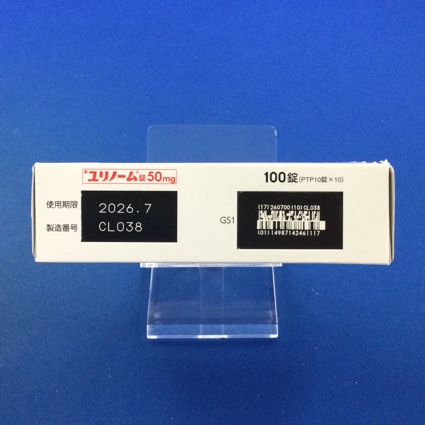 ユリノーム錠50mg
100錠(PTP10錠×10)
使用期限 2026.7
製造番号 CL038
GS1
(17)260700(10)CL038
(01)14987142461117